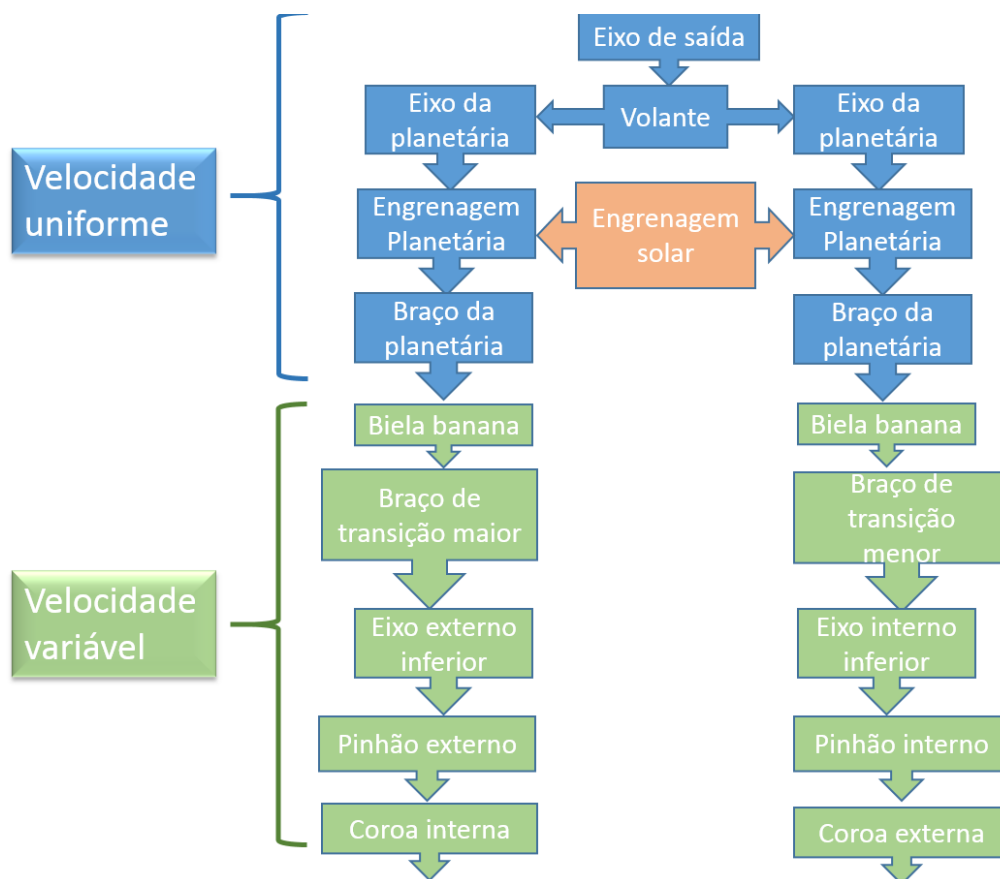 Eixo de saída
Eixo da
planetária
Volante
Eixo da
planetária
Velocidade
uniforme
Engrenagem
Planetária
Engrenagem
solar
Engrenagem
Planetária
Braço da
planetária
Braço da
planetária
Biela banana
Biela banana
Braço de
transição maior
Braço de
transição
menor
Velocidade
variável
Eixo externo
inferior
Eixo interno
inferior
Pinhão externo
Pinhão interno
Coroa interna
Coroa externa